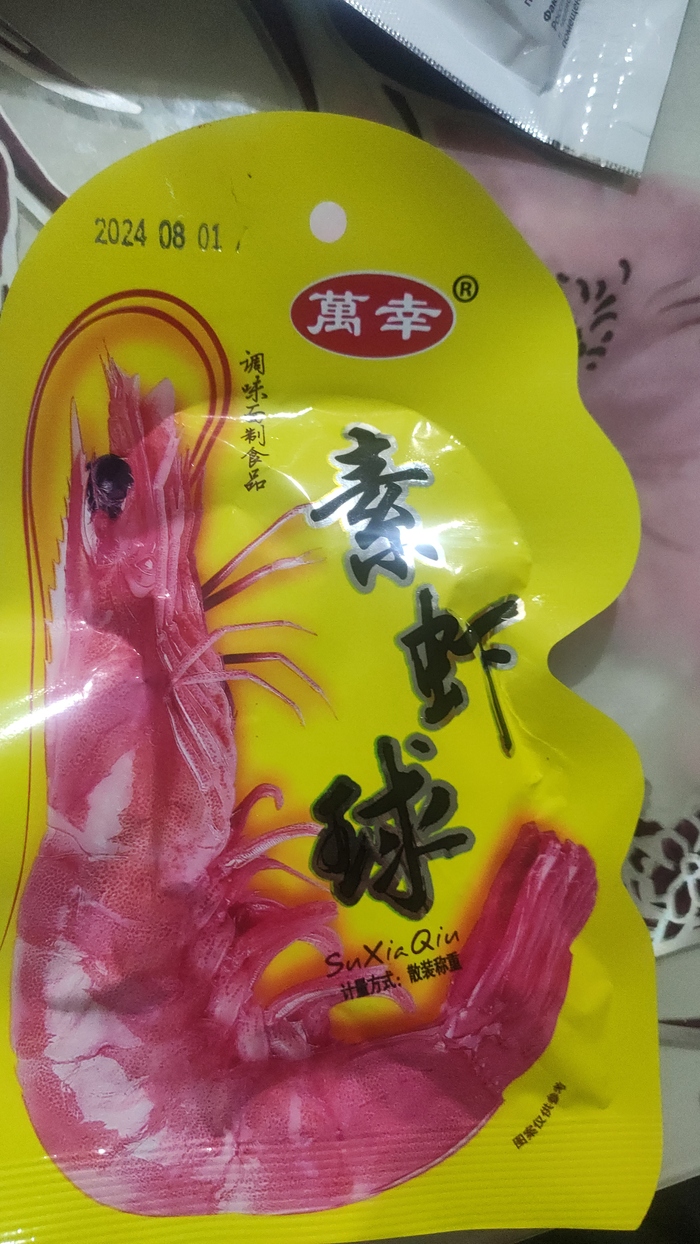 2024 08 01
萬幸®
调味面制食品
素虾球
SuXiaQiu
计量方式：散装称重
图案仅供参考